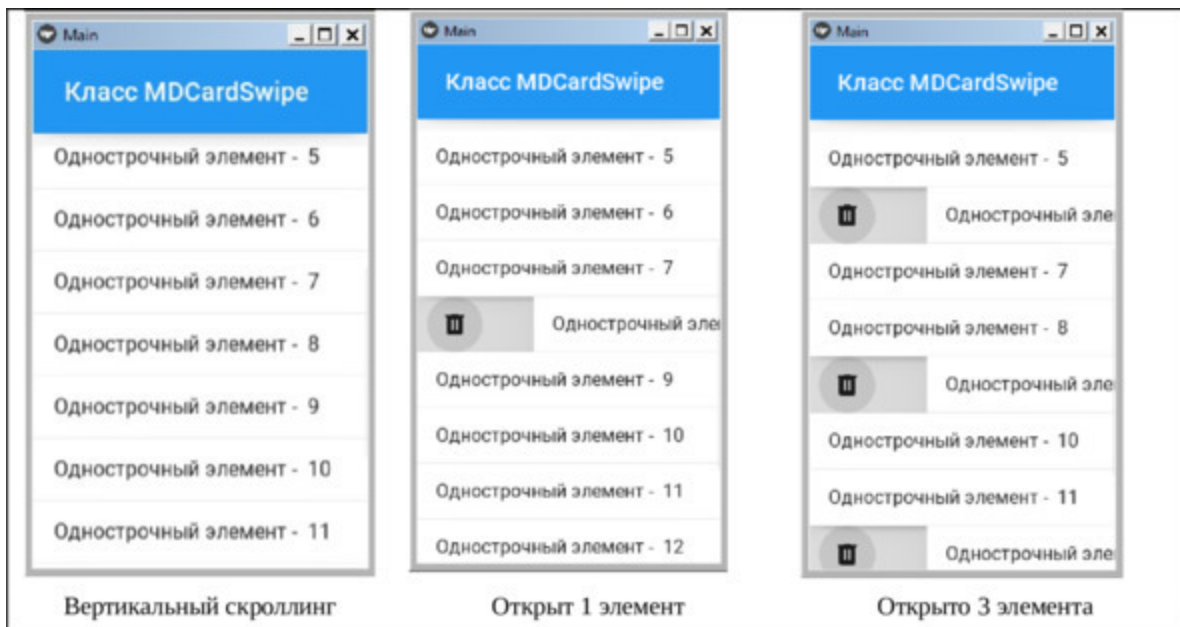 Main
Класс MDCardSwipe
Однострочный элемент - 5
Однострочный элемент - 6
Однострочный элемент - 7
Однострочный элемент - 8
Однострочный элемент - 9
Однострочный элемент - 10
Однострочный элемент - 11
Вертикальный скроллинг
Main
Класс MDCardSwipe
Однострочный элемент - 5
Однострочный элемент - 6
Однострочный элемент - 7
Однострочный эле
Однострочный элемент - 9
Однострочный элемент - 10
Однострочный элемент - 11
Однострочный элемент - 12
Открыт 1 элемент
Main
Класс MDCardSwipe
Однострочный элемент - 5
Однострочный эле
Однострочный элемент - 7
Однострочный элемент - 8
Однострочный эле
Однострочный элемент - 10
Однострочный элемент - 11
Однострочный эле
Открыто 3 элемента